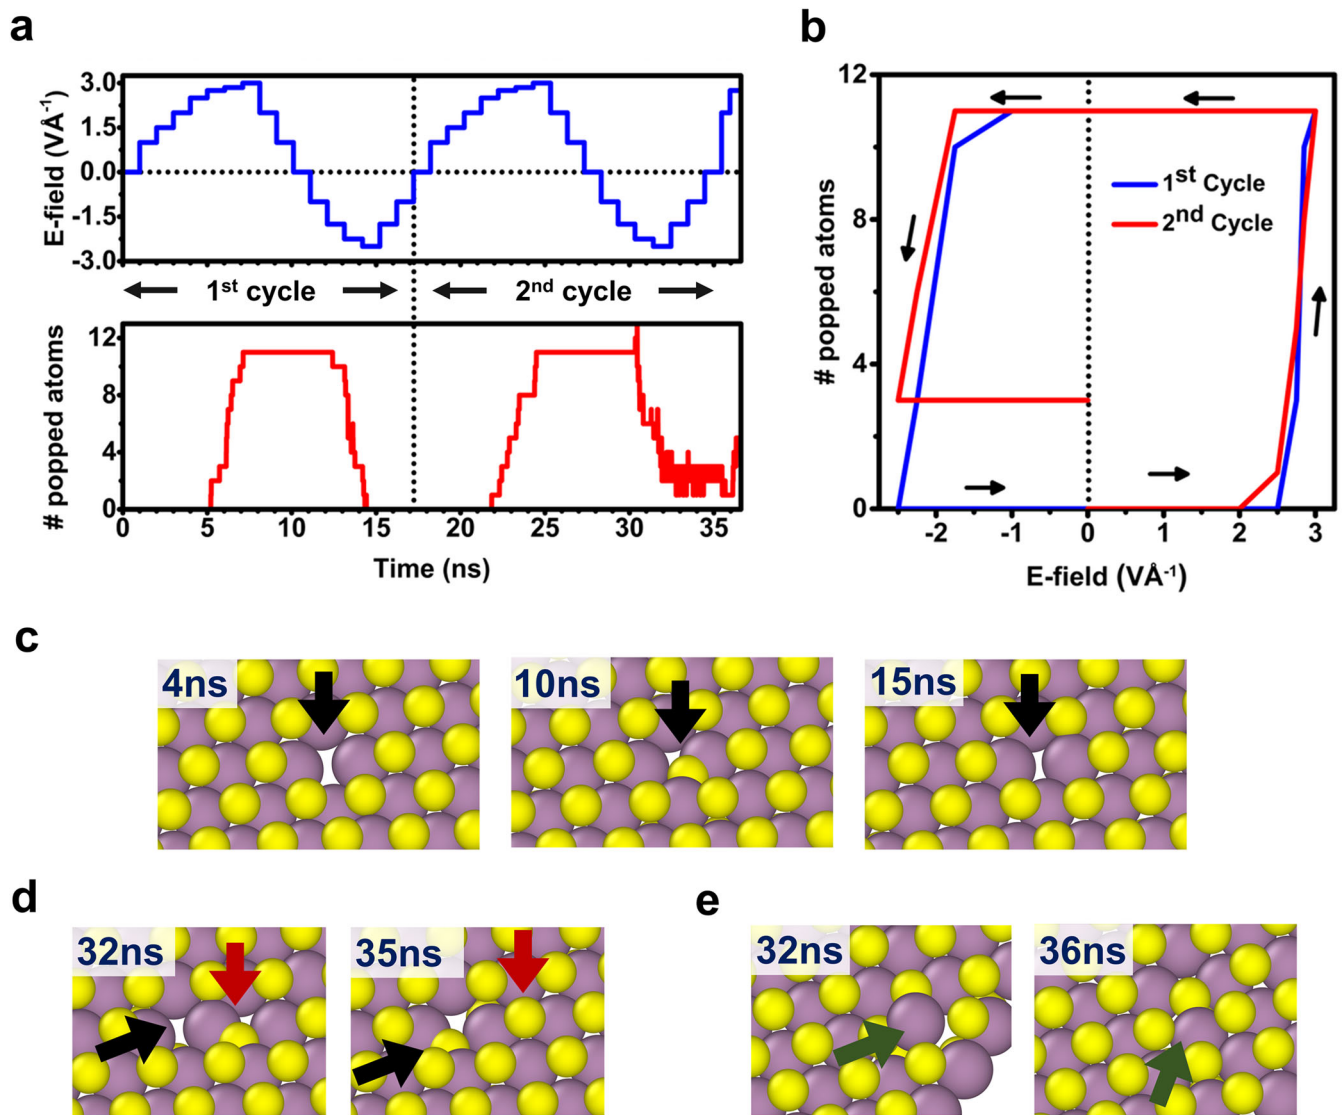 a
b
E-field (VÅ⁻¹)
3.0
1.5
0.0
-1.5
-3.0
1st cycle
2nd cycle
# popped atoms
12
8
4
0
0
5
10
15
20
25
30
35
Time (ns)
# popped atoms
12
8
4
0
1st Cycle
2nd Cycle
-2
-1
0
1
2
3
E-field (VÅ⁻¹)
c
4ns
10ns
15ns
d
e
32ns
35ns
32ns
36ns